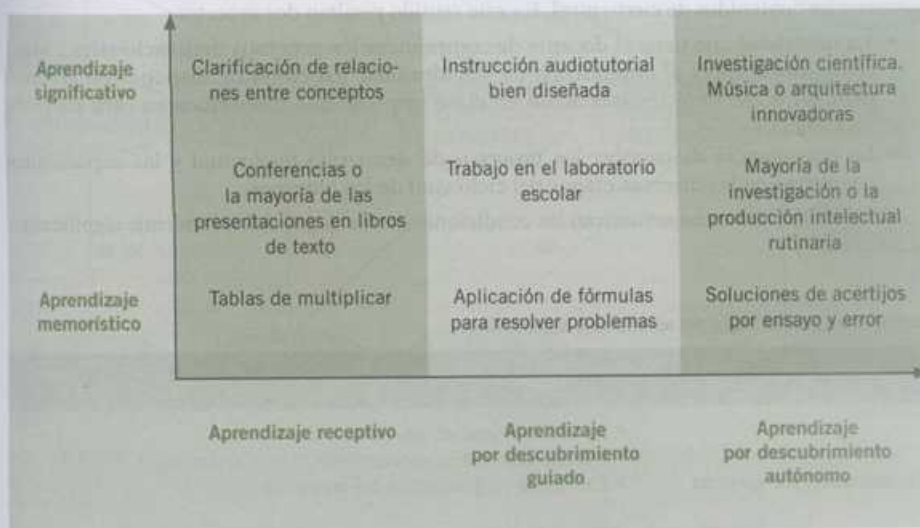 Aprendizaje
significativo
Clarificación de relacio-
nes entre conceptos
Instrucción audiotutorial
bien diseñada
Investigación científica.
Música o arquitectura
innovadoras
Conferencias o
la mayoría de las
presentaciones en libros
de texto
Trabajo en el laboratorio
escolar
Mayoría de la
investigación o la
producción intelectual
rutinaria
Aprendizaje
memorístico
Tablas de multiplicar
Aplicación de fórmulas
para resolver problemas
Soluciones de acertijos
por ensayo y error
Aprendizaje receptivo
Aprendizaje
por descubrimiento
guiado
Aprendizaje
por descubrimiento
autónomo